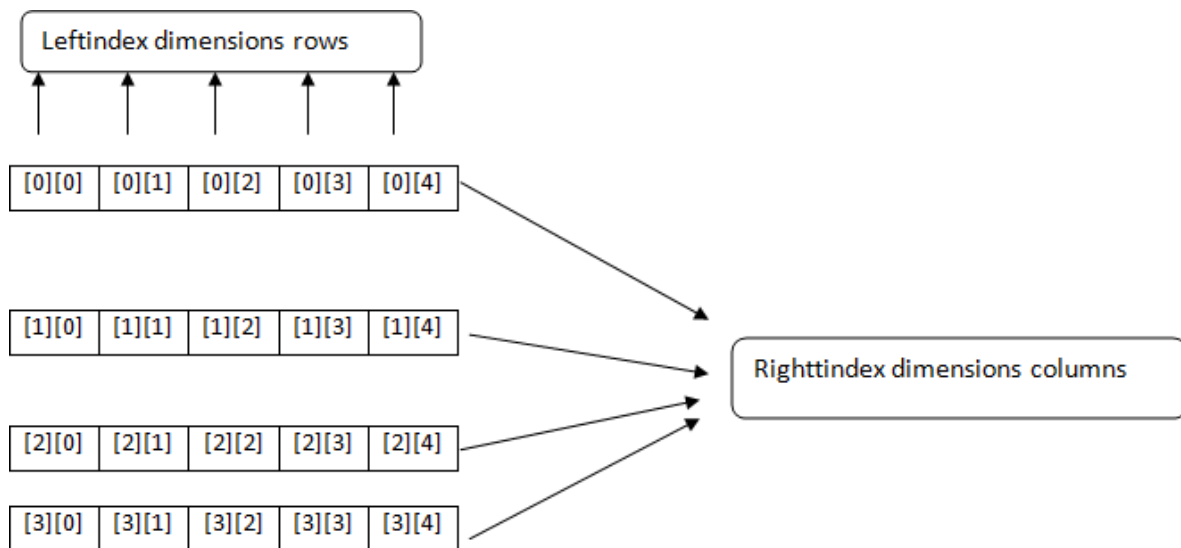 Leftindex dimensions rows
[0][0] [0][1] [0][2] [0][3] [0][4]
[1][0] [1][1] [1][2] [1][3] [1][4]
Righttindex dimensions columns
[2][0] [2][1] [2][2] [2][3] [2][4]
[3][0] [3][1] [3][2] [3][3] [3][4]